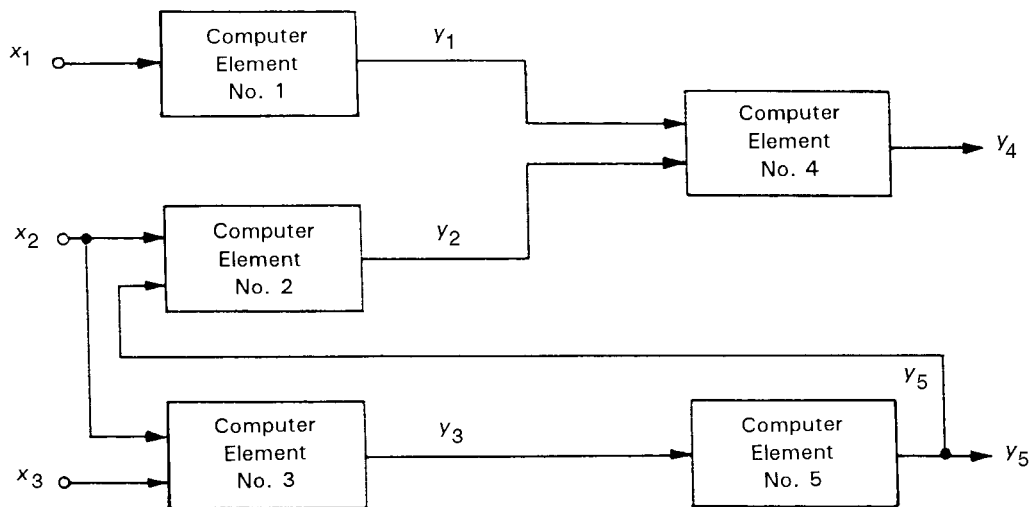 x1
Computer
Element
No. 1
y1
Computer
Element
No. 4
y4
x2
Computer
Element
No. 2
y2
y5
x3
Computer
Element
No. 3
y3
Computer
Element
No. 5
y5